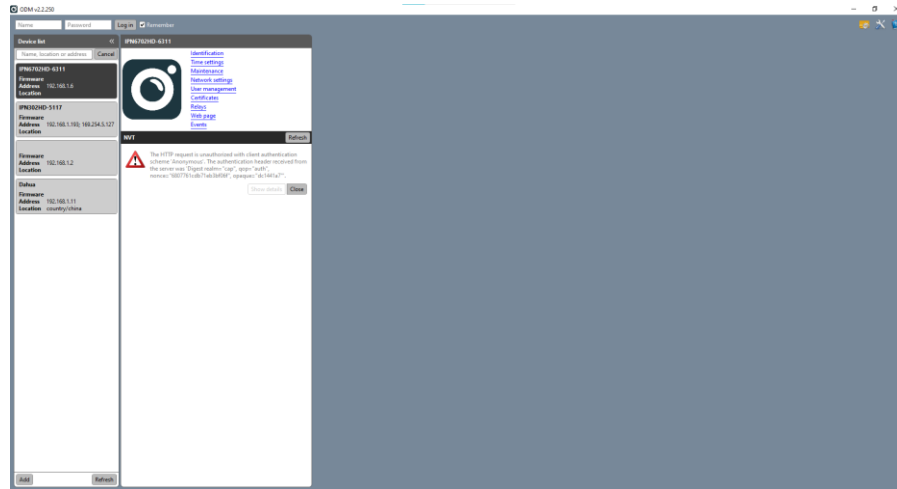 ODM v2.2.250
Name Password Log in Remember
Device list
Name, location or address Cancel
IPN6702HD-6311
Firmware
Address 192.168.1.6
Location
IPN302HD-5117
Firmware
Address 192.168.1.193; 169.254.5.127
Location
Firmware
Address 192.168.1.2
Location
Dahua
Firmware
Address 192.168.1.11
Location country/china
Add Refresh
IPN6702HD-6311
Identification
Time settings
Maintenance
Network settings
User management
Certificates
Relays
Web page
Events
NVT Refresh
The HTTP request is unauthorized with client authentication
scheme 'Anonymous'. The authentication header received from
the server was 'Digest realm="cap", qop="auth",
Show details Close